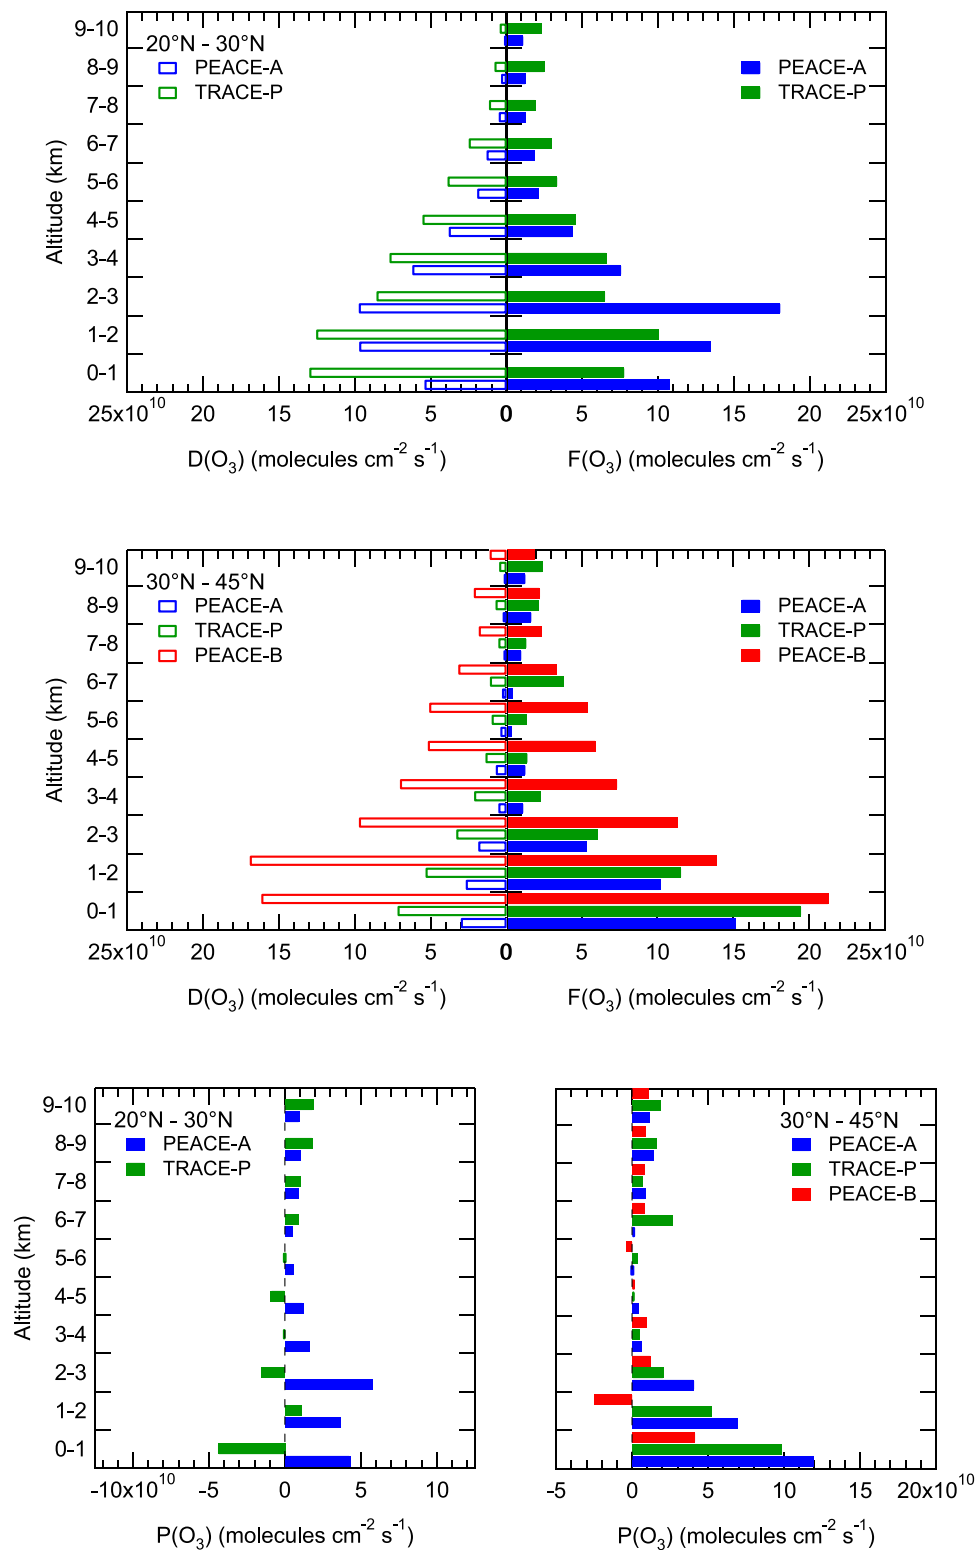 9-10
20°N - 30°N
8-9
PEACE-A
PEACE-A
TRACE-P
TRACE-P
7-8
6-7
5-6
4-5
3-4
2-3
1-2
0-1
Altitude (km)
25x10^10 20 15 10 5 0 0 5 10 15 20 25x10^10
D(O₃) (molecules cm⁻² s⁻¹) F(O₃) (molecules cm⁻² s⁻¹)
9-10
30°N - 45°N
8-9
PEACE-A
PEACE-A
TRACE-P
TRACE-P
7-8
PEACE-B
PEACE-B
6-7
5-6
4-5
3-4
2-3
1-2
0-1
Altitude (km)
25x10^10 20 15 10 5 0 0 5 10 15 20 25x10^10
D(O₃) (molecules cm⁻² s⁻¹) F(O₃) (molecules cm⁻² s⁻¹)
9-10
20°N - 30°N
8-9
PEACE-A
TRACE-P
7-8
6-7
5-6
4-5
3-4
2-3
1-2
0-1
Altitude (km)
-10x10^10 -5 0 5 10
P(O₃) (molecules cm⁻² s⁻¹)
30°N - 45°N
PEACE-A
TRACE-P
PEACE-B
-5 0 5 10 15 20x10^10
P(O₃) (molecules cm⁻² s⁻¹)